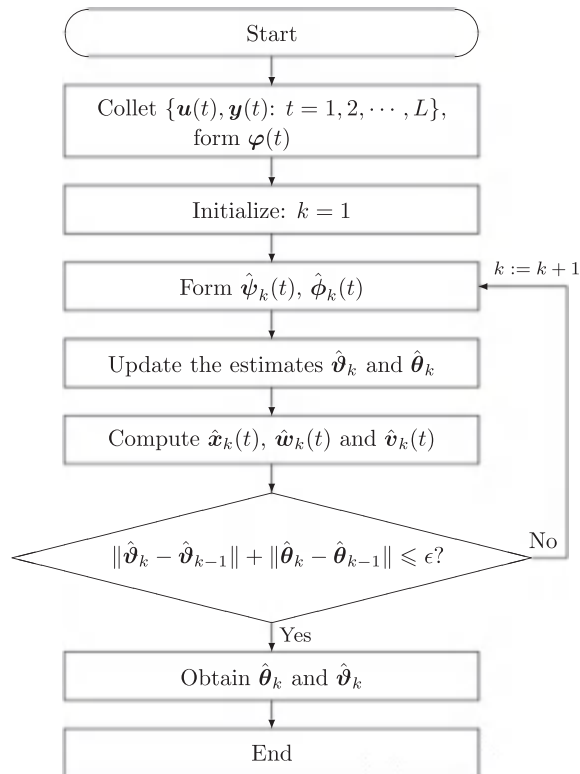 Start
Collet {u(t), y(t): t = 1, 2, ⋯, L},
form φ(t)
Initialize: k = 1
k := k + 1
Form ψ̂ₖ(t), ϕ̂ₖ(t)
Update the estimates ϑ̂ₖ and θ̂ₖ
Compute x̂ₖ(t), ŵₖ(t) and v̂ₖ(t)
‖ϑ̂ₖ − ϑ̂ₖ₋₁‖ + ‖θ̂ₖ − θ̂ₖ₋₁‖ ⩽ ϵ?
No
Yes
Obtain θ̂ₖ and ϑ̂ₖ
End